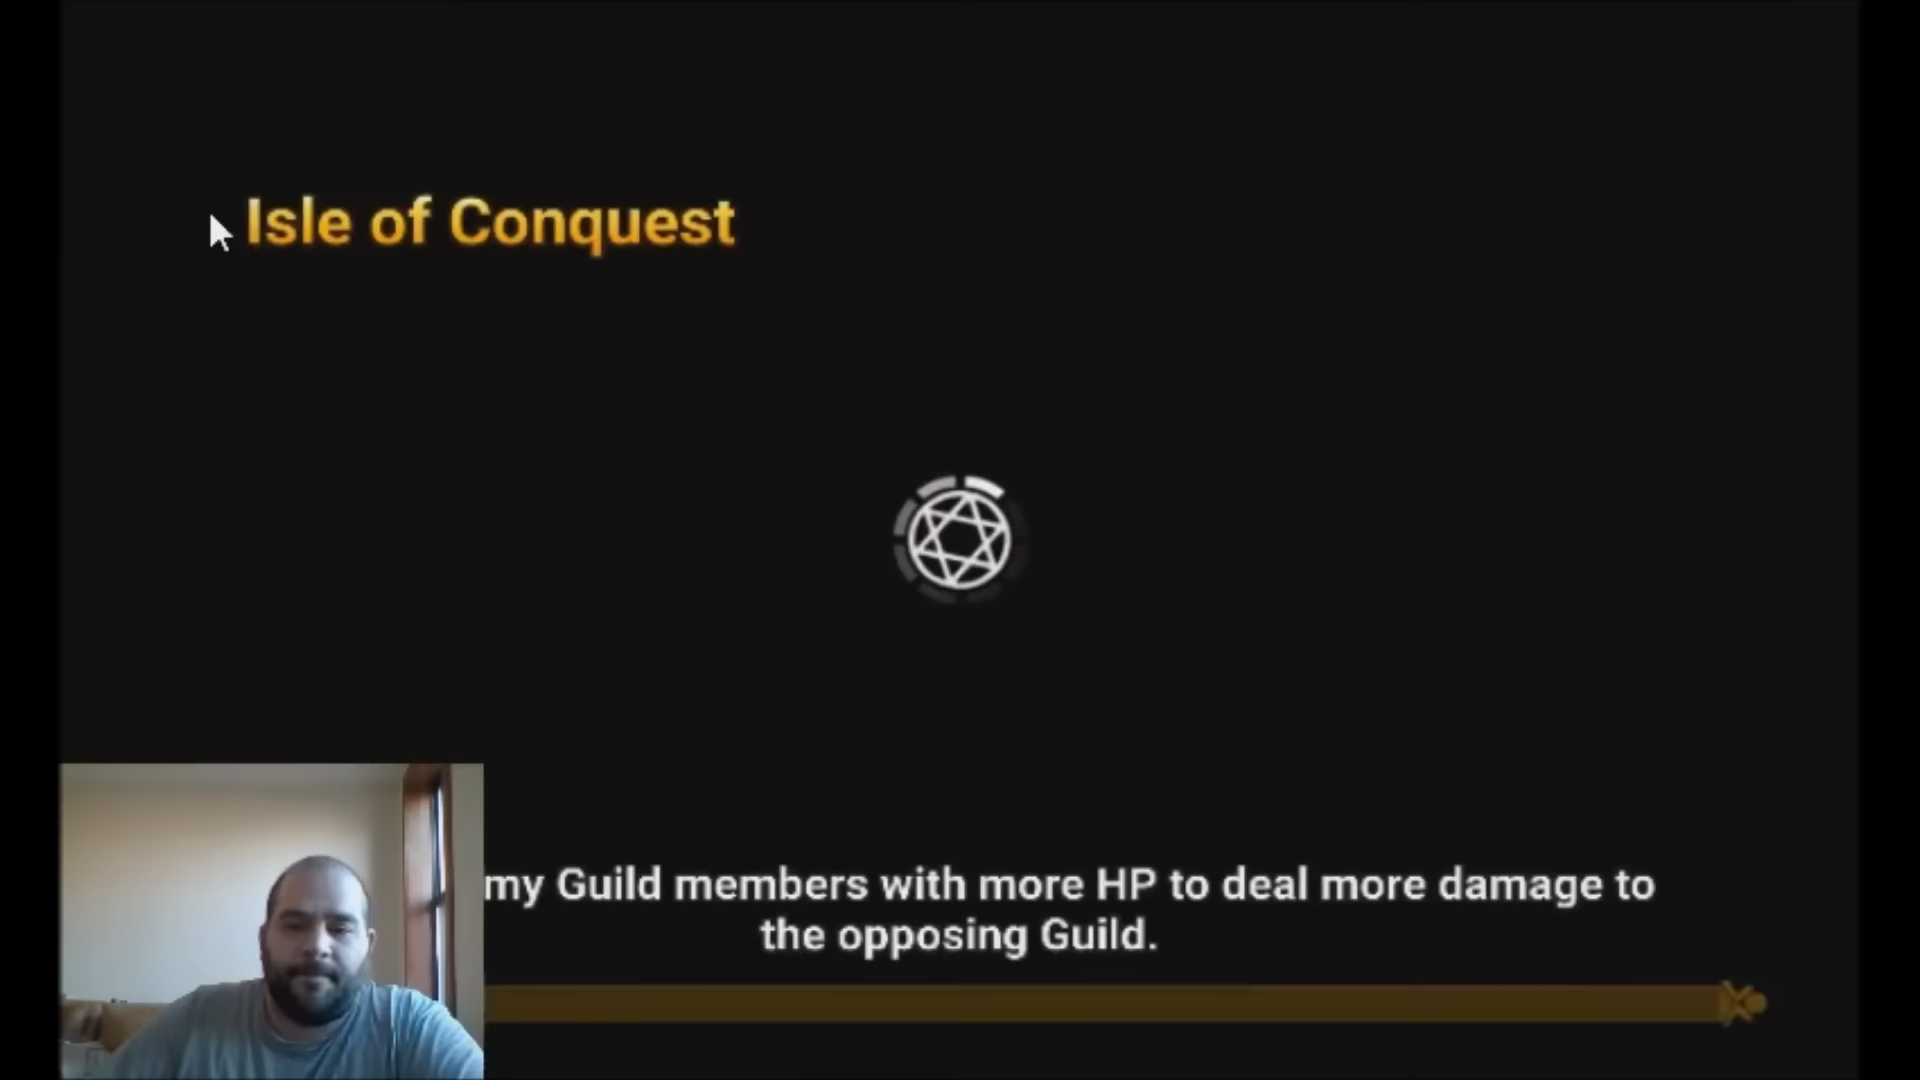 Isle of Conquest
my Guild members with more HP to deal more damage to
the opposing Guild.